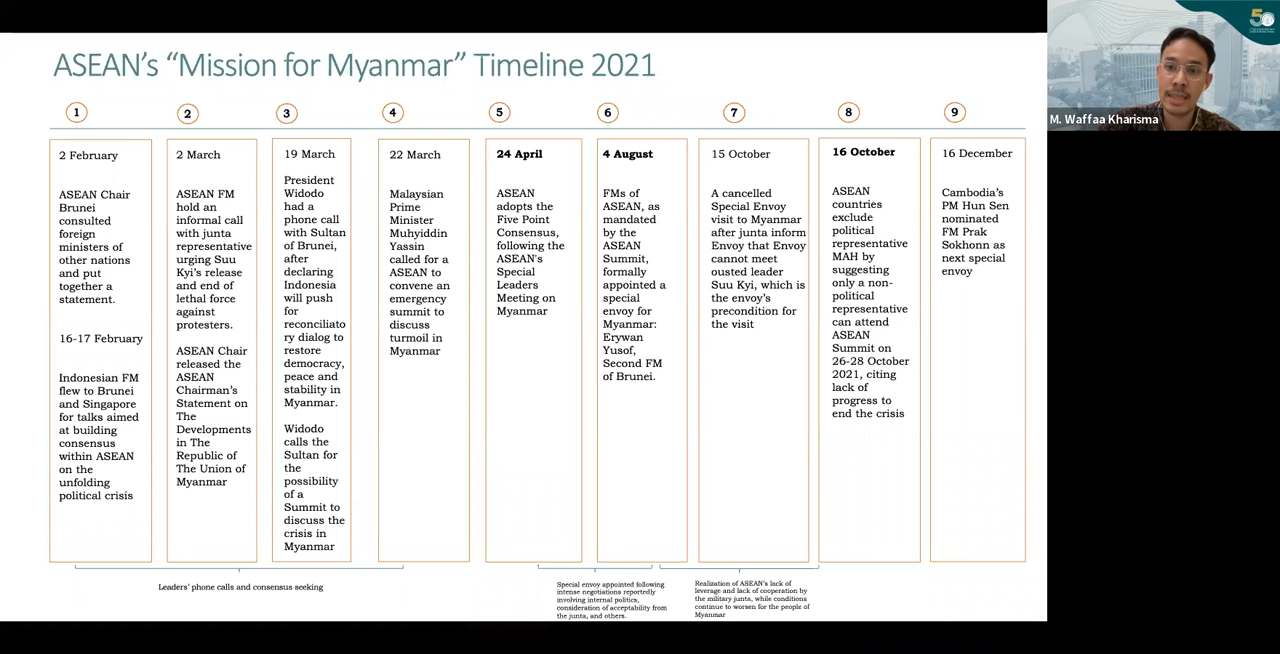 ASEAN's "Mission for Myanmar" Timeline 2021
1
2 February
ASEAN Chair
Brunei
consulted
foreign
ministers of
other nations
and put
together a
statement.
16-17 February
Indonesian FM
flew to Brunei
and Singapore
for talks aimed
at building
consensus
within ASEAN
on the
unfolding
political crisis
2
2 March
ASEAN FM
hold an
informal call
with junta
representative
urging Suu
Kyi's release
and end of
lethal force
against
protesters.
ASEAN Chair
released the
ASEAN
Chairman's
Statement on
The
Developments
in The
Republic of
The Union of
Myanmar
3
19 March
President
Widodo
had a
phone call
with Sultan
of Brunei,
after
declaring
Indonesia
will push
for
reconciliato
ry dialog to
restore
democracy,
peace and
stability in
Myanmar.
Widodo
calls the
Sultan for
the
possibility
of a
Summit to
discuss the
crisis in
Myanmar
4
22 March
Malaysian
Prime
Minister
Muhyiddin
Yassin
called for a
ASEAN to
convene an
emergency
summit to
discuss
turmoil in
Myanmar
5
24 April
ASEAN
adopts the
Five Point
Consensus,
following the
ASEAN's
Special
Leaders
Meeting on
Myanmar
6
4 August
FMs of
ASEAN, as
mandated
by the
ASEAN
Summit,
formally
appointed a
special
envoy for
Myanmar:
Erywan
Yusof,
Second FM
of Brunei.
7
15 October
A cancelled
Special Envoy
visit to Myanmar
after junta inform
Envoy that Envoy
cannot meet
ousted leader
Suu Kyi, which is
the envoy's
precondition for
the visit
8
16 October
ASEAN
countries
exclude
political
representative
MAH by
suggesting
only a non-
political
representative
can attend
ASEAN
Summit on
26-28 October
2021, citing
lack of
progress to
end the crisis
9
16 December
Cambodia's
PM Hun Sen
nominated
FM Prak
Sokhonn as
next special
envoy
Leaders' phone calls and consensus seeking
Special envoy appointed following
intense negotiations reportedly
involving internal politics,
consideration of acceptability from
the junta, and others.
Realization of ASEAN's lack of
leverage and lack of cooperation by
the military junta, while conditions
continue to worsen for the people of
Myanmar
50
M. Waffaa Kharisma